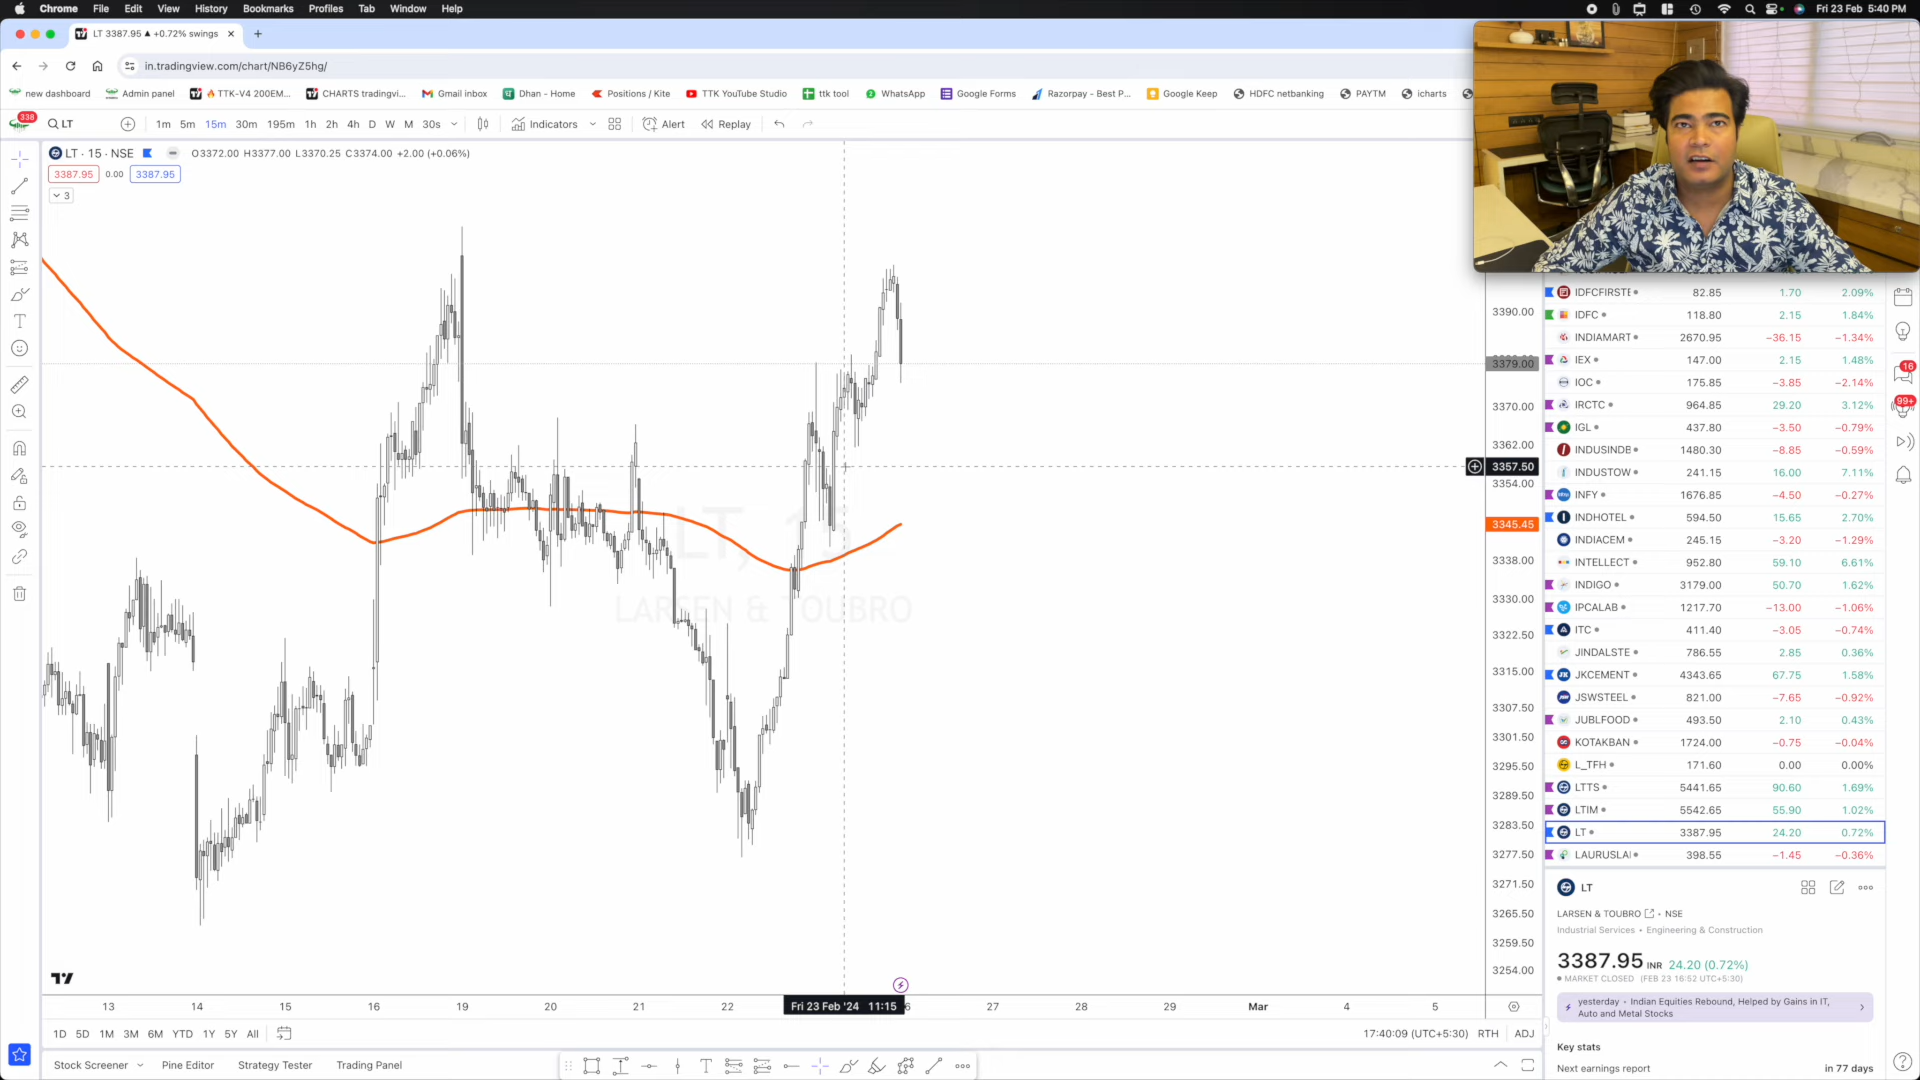 Chrome File Edit View History Bookmarks Profiles Tab Window Help Fri 23 Feb 5:40 PM
LT 3387.95 ▲ +0.72% swings
in.tradingview.com/chart/NB6yZ5hg/
new dashboard Admin panel TTK-V4 200EM... CHARTS tradingvi... Gmail inbox Dhan - Home Positions / Kite TTK YouTube Studio ttk tool WhatsApp Google Forms Razorpay - Best P... Google Keep HDFC netbanking PAYTM icharts
338 LT 1m 5m 15m 30m 195m 1h 2h 4h D W M 30s Indicators Alert Replay
LT · 15 · NSE O3372.00 H3377.00 L3370.25 C3374.00 +2.00 (+0.06%)
3387.95 0.00 3387.95
3
LT, 15
LARSEN & TOUBRO
3390.00
3379.00
3370.00
3362.00
3357.50
3354.00
3345.45
3338.00
3330.00
3322.50
3315.00
3307.50
3301.50
3295.50
3289.50
3283.50
3277.50
3271.50
3265.50
3259.50
3254.00
13 14 15 16 19 20 21 22 Fri 23 Feb '24 11:15 6 27 28 29 Mar 4 5
1D 5D 1M 3M 6M YTD 1Y 5Y All 17:40:09 (UTC+5:30) RTH ADJ
Stock Screener Pine Editor Strategy Tester Trading Panel
IDFCFIRSTE 82.85 1.70 2.09%
IDFC 118.80 2.15 1.84%
INDIAMART 2670.95 −36.15 −1.34%
IEX 147.00 2.15 1.48%
IOC 175.85 −3.85 −2.14%
IRCTC 964.85 29.20 3.12%
IGL 437.80 −3.50 −0.79%
INDUSINDE 1480.30 −8.85 −0.59%
INDUSTOW 241.15 16.00 7.11%
INFY 1676.85 −4.50 −0.27%
INDHOTEL 594.50 15.65 2.70%
INDIACEM 245.15 −3.20 −1.29%
INTELLECT 952.80 59.10 6.61%
INDIGO 3179.00 50.70 1.62%
IPCALAB 1217.70 −13.00 −1.06%
ITC 411.40 −3.05 −0.74%
JINDALSTE 786.55 2.85 0.36%
JKCEMENT 4343.65 67.75 1.58%
JSWSTEEL 821.00 −7.65 −0.92%
JUBLFOOD 493.50 2.10 0.43%
KOTAKBAN 1724.00 −0.75 −0.04%
L_TFH 171.60 0.00 0.00%
LTTS 5441.65 90.60 1.69%
LTIM 5542.65 55.90 1.02%
LT 3387.95 24.20 0.72%
LAURUSLAI 398.55 −1.45 −0.36%
16
99+
LT
LARSEN & TOUBRO • NSE
Industrial Services • Engineering & Construction
3387.95 INR 24.20 (0.72%)
MARKET CLOSED (FEB 23 16:52 UTC+5:30)
yesterday • Indian Equities Rebound, Helped by Gains in IT,
Auto and Metal Stocks
Key stats
Next earnings report in 77 days